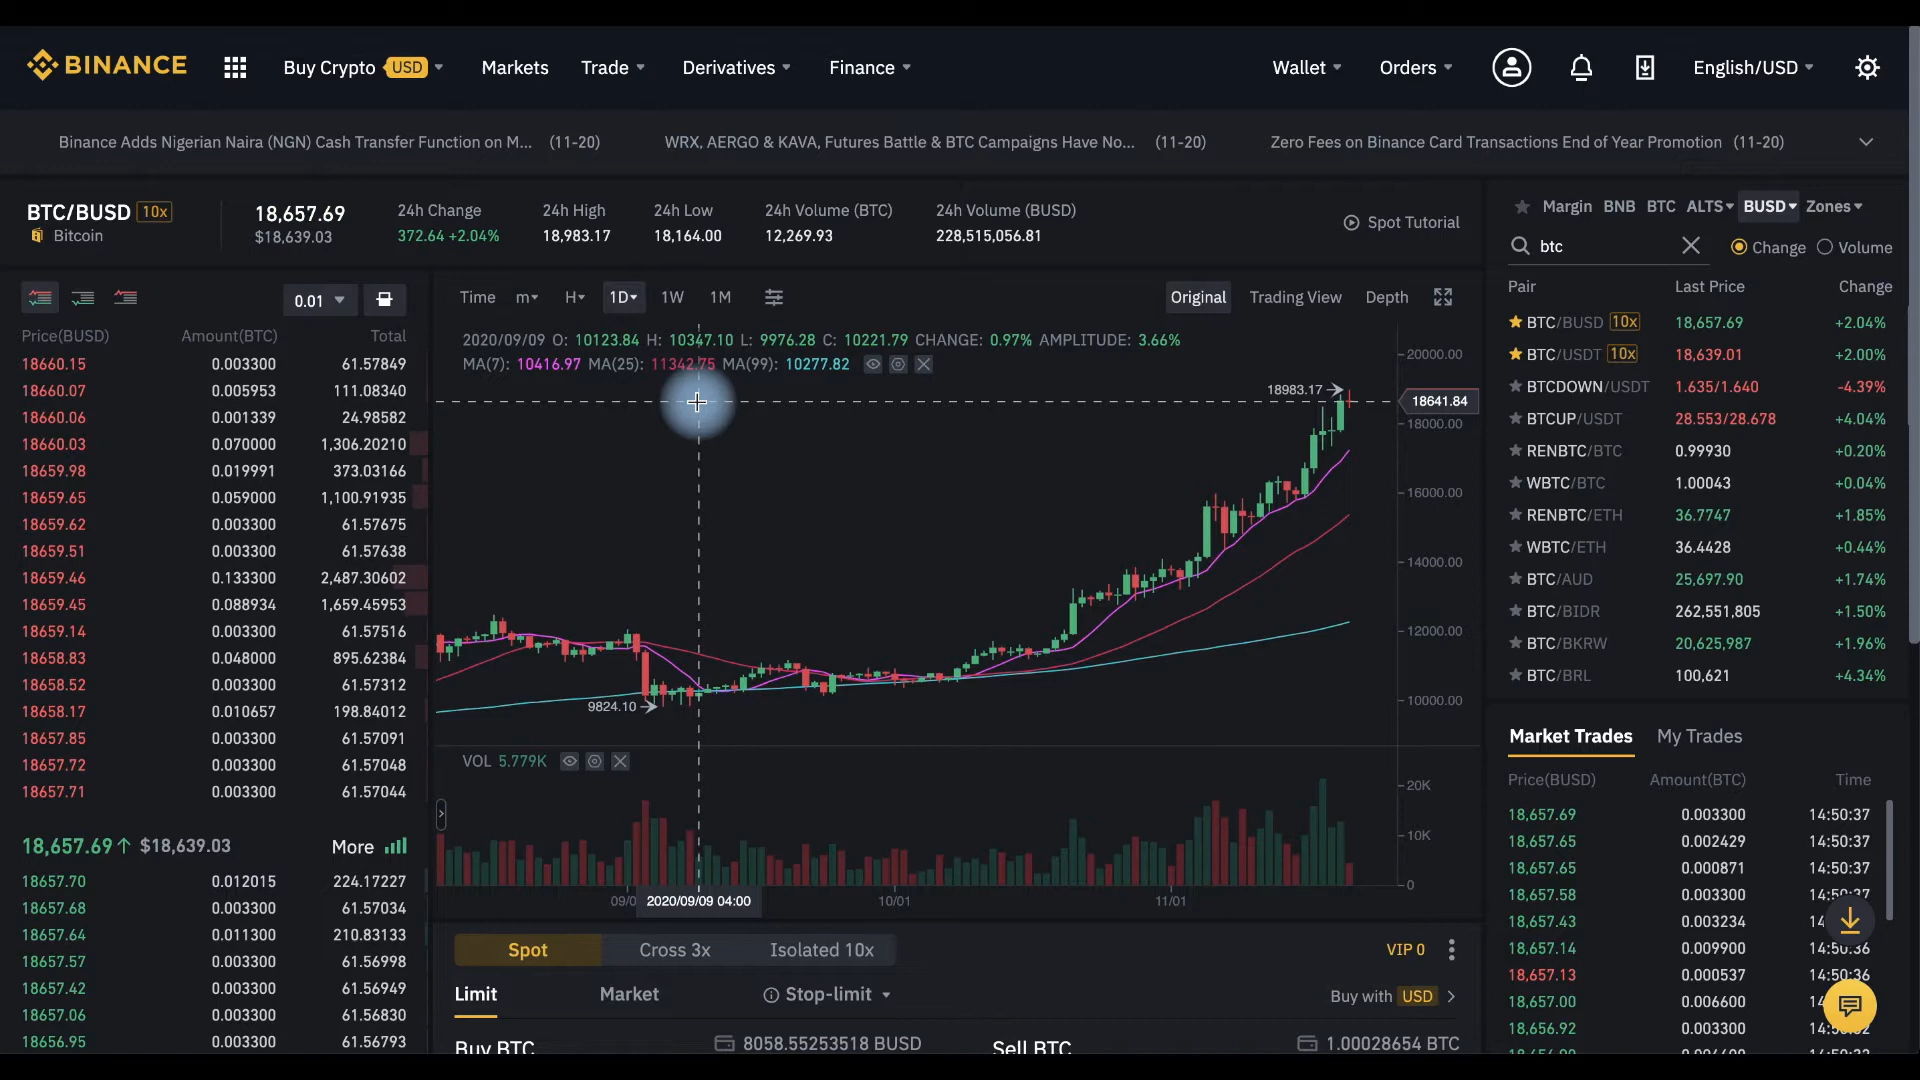 BINANCE
Buy Crypto USD
Markets
Trade
Derivatives
Finance
Wallet
Orders
English/USD
Binance Adds Nigerian Naira (NGN) Cash Transfer Function on M... (11-20)
WRX, AERGO & KAVA, Futures Battle & BTC Campaigns Have No... (11-20)
Zero Fees on Binance Card Transactions End of Year Promotion (11-20)
BTC/BUSD 10x
Bitcoin
18,657.69
$18,639.03
24h Change
372.64 +2.04%
24h High
18,983.17
24h Low
18,164.00
24h Volume (BTC)
12,269.93
24h Volume (BUSD)
228,515,056.81
Spot Tutorial
0.01
Price(BUSD) Amount(BTC) Total
18660.15 0.003300 61.57849
18660.07 0.005953 111.08340
18660.06 0.001339 24.98582
18660.03 0.070000 1,306.20210
18659.98 0.019991 373.03166
18659.65 0.059000 1,100.91935
18659.62 0.003300 61.57675
18659.51 0.003300 61.57638
18659.46 0.133300 2,487.30602
18659.45 0.088934 1,659.45953
18659.14 0.003300 61.57516
18658.83 0.048000 895.62384
18658.52 0.003300 61.57312
18658.17 0.010657 198.84012
18657.85 0.003300 61.57091
18657.72 0.003300 61.57048
18657.71 0.003300 61.57044
18,657.69 $18,639.03 More
18657.70 0.012015 224.17227
18657.68 0.003300 61.57034
18657.64 0.011300 210.83133
18657.57 0.003300 61.56998
18657.42 0.003300 61.56949
18657.06 0.003300 61.56830
18656.95 0.003300 61.56793
Time m H 1D 1W 1M
Original Trading View Depth
2020/09/09 O: 10123.84 H: 10347.10 L: 9976.28 C: 10221.79 CHANGE: 0.97% AMPLITUDE: 3.66%
MA(7): 10416.97 MA(25): 11342.75 MA(99): 10277.82
18983.17
9824.10
20000.00
18641.84
18000.00
16000.00
14000.00
12000.00
10000.00
VOL 5.779K
20K
10K
0
09/0
2020/09/09 04:00
10/01
11/01
Spot Cross 3x Isolated 10x
VIP 0
Limit Market Stop-limit
Buy with USD
Buy BTC 8058.55253518 BUSD
Sell BTC 1.00028654 BTC
Margin BNB BTC ALTS BUSD Zones
btc
Change Volume
Pair Last Price Change
BTC/BUSD 10x 18,657.69 +2.04%
BTC/USDT 10x 18,639.01 +2.00%
BTCDOWN/USDT 1.635/1.640 -4.39%
BTCUP/USDT 28.553/28.678 +4.04%
RENBTC/BTC 0.99930 +0.20%
WBTC/BTC 1.00043 +0.04%
RENBTC/ETH 36.7747 +1.85%
WBTC/ETH 36.4428 +0.44%
BTC/AUD 25,697.90 +1.74%
BTC/BIDR 262,551,805 +1.50%
BTC/BKRW 20,625,987 +1.96%
BTC/BRL 100,621 +4.34%
Market Trades My Trades
Price(BUSD) Amount(BTC) Time
18,657.69 0.003300 14:50:37
18,657.65 0.002429 14:50:37
18,657.65 0.000871 14:50:37
18,657.58 0.003300 14:50:37
18,657.43 0.003234
18,657.14 0.009900 14:50:36
18,657.13 0.000537 14:50:36
18,657.00 0.006600
18,656.92 0.003300